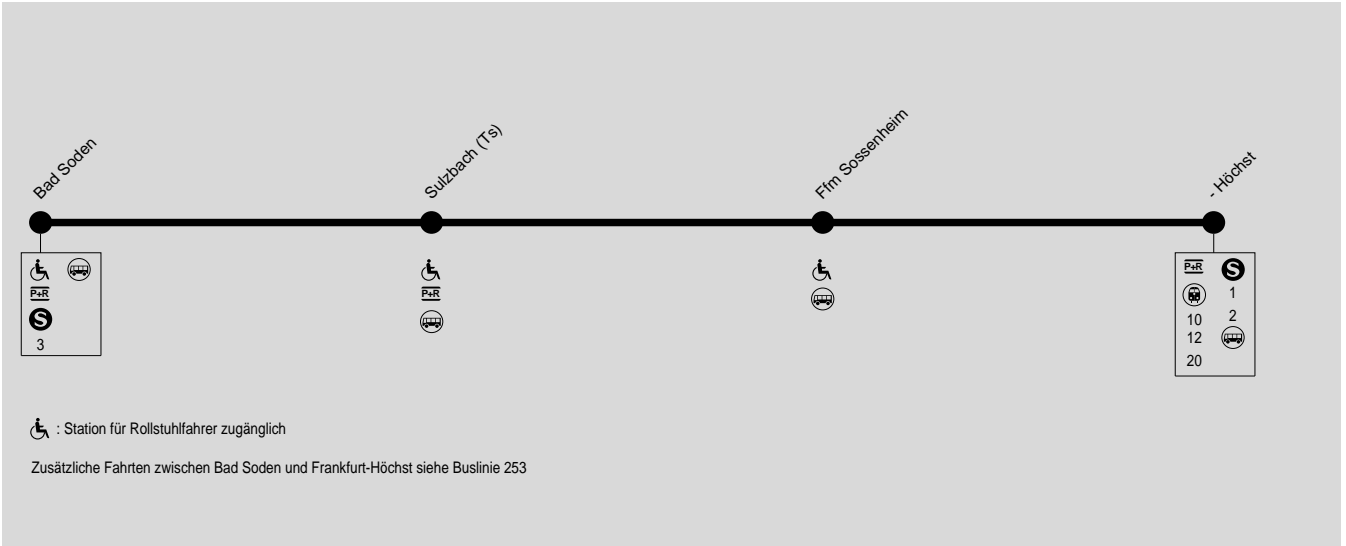 Bad Soden
Sulzbach (Ts)
Ffm Sossenheim
- Höchst
P+R
S
3
P+R
P+R
S
1
10
2
12
20
: Station für Rollstuhlfahrer zugänglich
Zusätzliche Fahrten zwischen Bad Soden und Frankfurt-Höchst siehe Buslinie 253